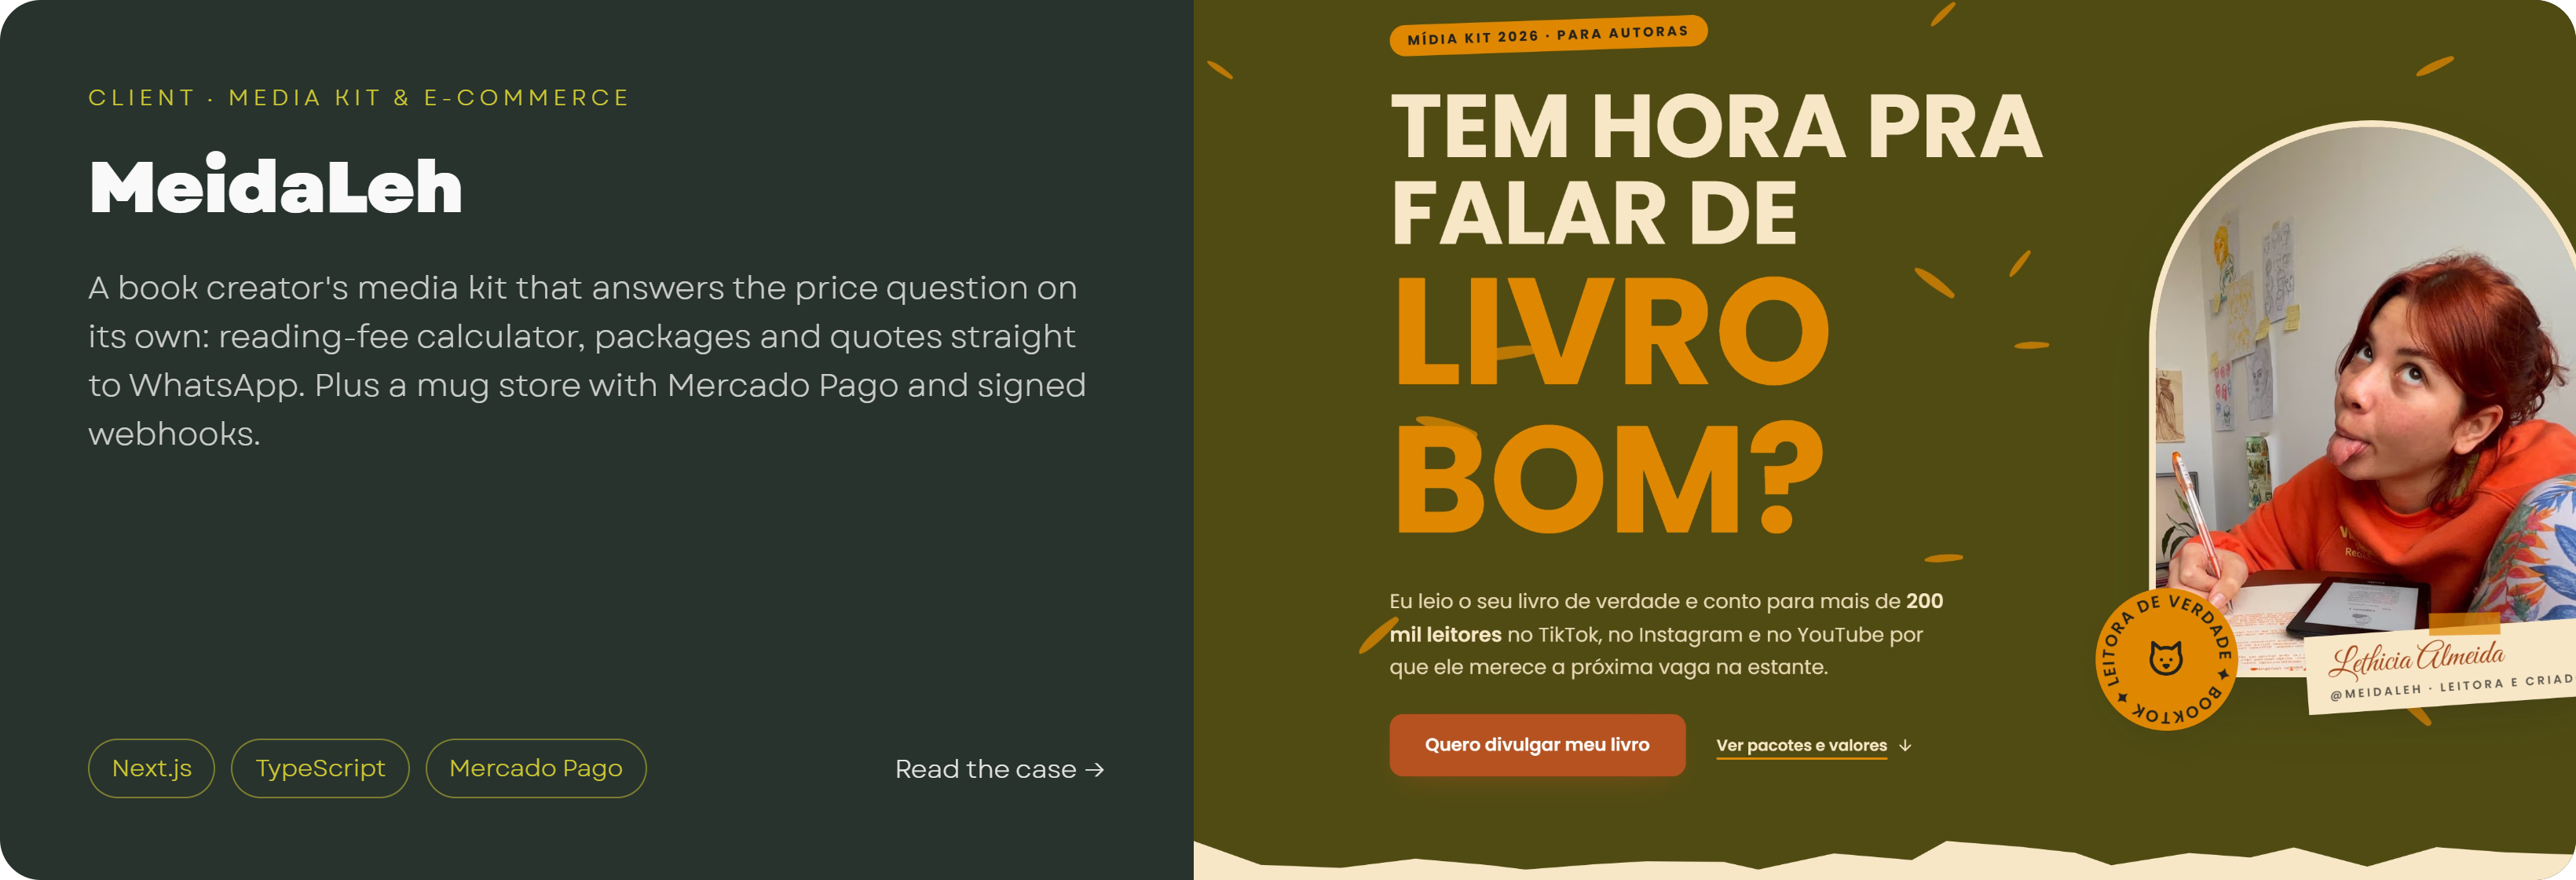 CLIENT · MEDIA KIT & E-COMMERCE
MeidaLeh
A book creator's media kit that answers the price question on
its own: reading-fee calculator, packages and quotes straight
to WhatsApp. Plus a mug store with Mercado Pago and signed
webhooks.
Next.js
TypeScript
Mercado Pago
Read the case →
MÍDIA KIT 2026 · PARA AUTORAS
TEM HORA PRA
FALAR DE
LIVRO
BOM?
Eu leio o seu livro de verdade e conto para mais de 200
mil leitores no TikTok, no Instagram e no YouTube por
que ele merece a próxima vaga na estante.
Quero divulgar meu livro
Ver pacotes e valores ↓
LEITORA DE VERDADE ✦ BOOKTOK ✦
Lethicia Almeida
@MEIDALEH · LEITORA E CRIAD